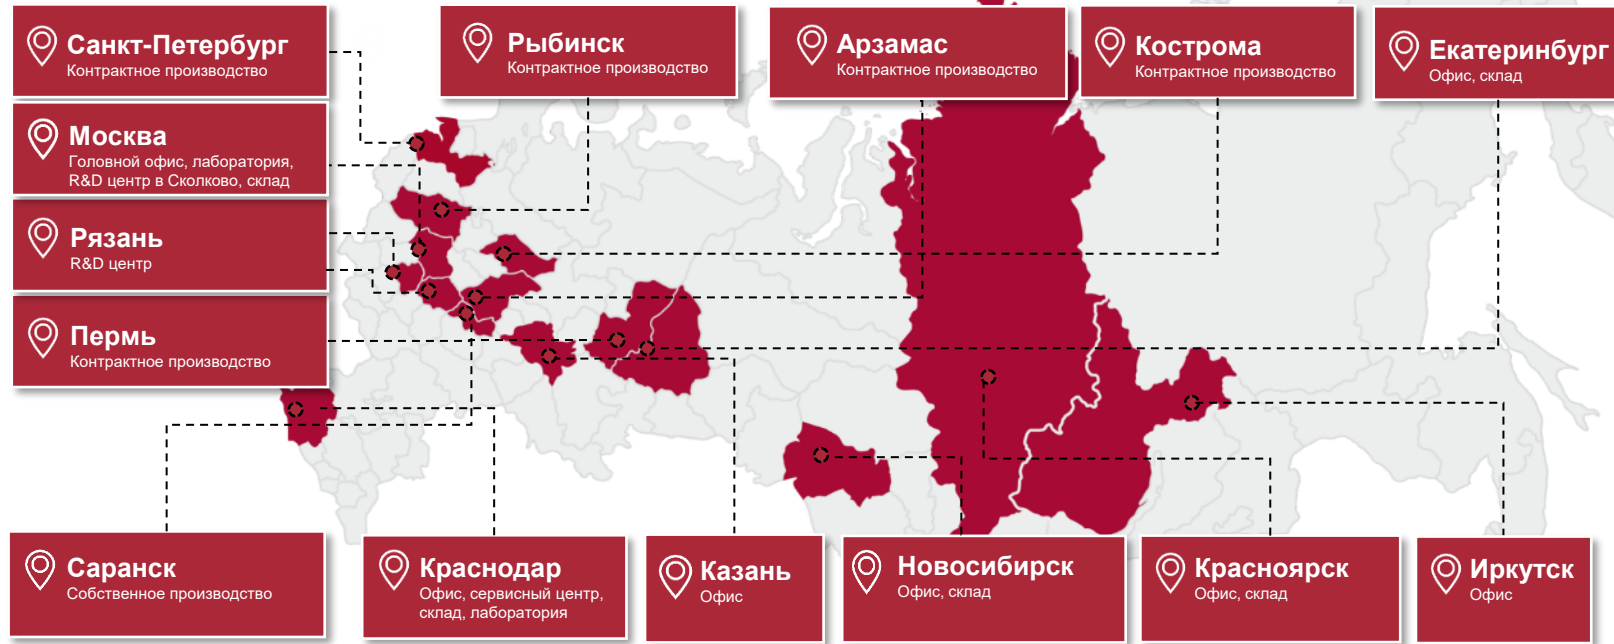 Санкт-Петербург
Контрактное производство
Рыбинск
Контрактное производство
Арзамас
Контрактное производство
Кострома
Контрактное производство
Екатеринбург
Офис, склад
Москва
Головной офис, лаборатория,
R&D центр в Сколково, склад
Рязань
R&D центр
Пермь
Контрактное производство
Саранск
Собственное производство
Краснодар
Офис, сервисный центр,
склад, лаборатория
Казань
Офис
Новосибирск
Офис, склад
Красноярск
Офис, склад
Иркутск
Офис